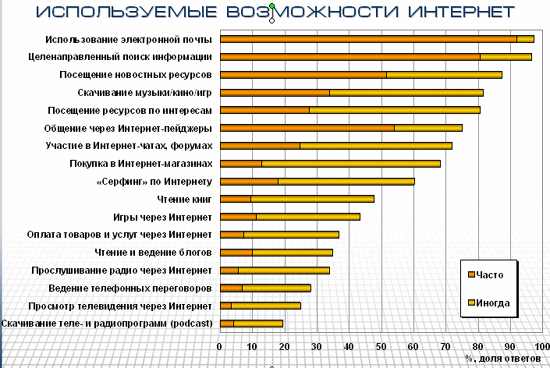 ИСПОЛЬЗУЕМЫЕ ВОЗМОЖНОСТИ ИНТЕРНЕТ
Использование электронной почты
Целенаправленный поиск информации
Посещение новостных ресурсов
Скачивание музыки/кино/игр
Посещение ресурсов по интересам
Общение через Интернет-пейджеры
Участие в Интернет-чатах, форумах
Покупка в Интернет-магазинах
«Серфинг» по Интернету
Чтение книг
Игры через Интернет
Оплата товаров и услуг через Интернет
Чтение и ведение блогов
Прослушивание радио через Интернет
Ведение телефонных переговоров
Просмотр телевидения через Интернет
Скачивание теле- и радиопрограмм (podcast)
Часто
Иногда
0 10 20 30 40 50 60 70 80 90 100
%, доля ответов